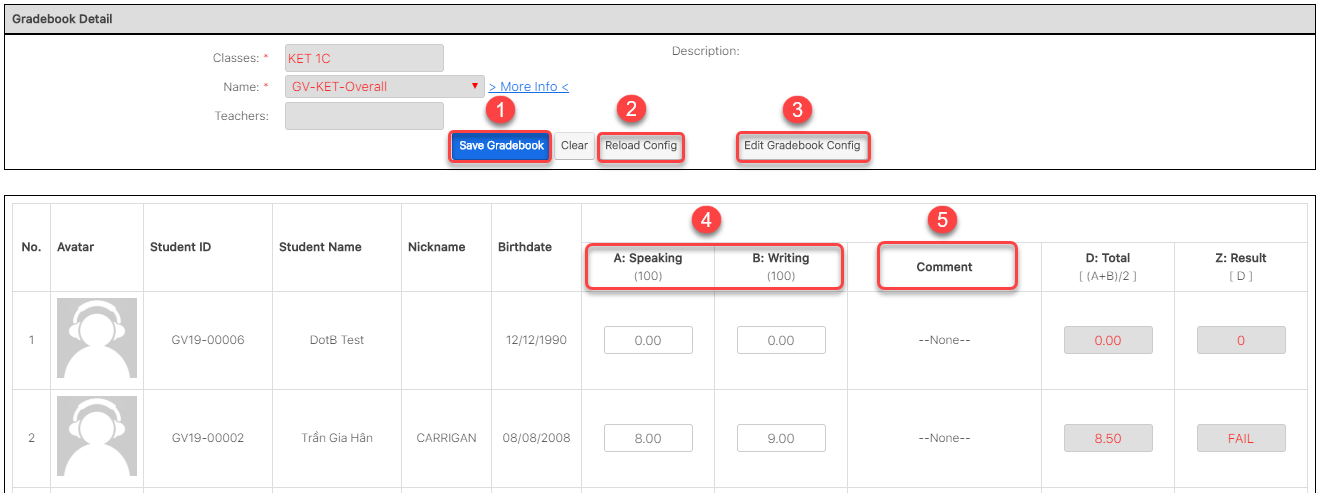 Gradebook Detail
Classes: * KET 1C Description:
Name: * GV-KET-Overall > More Info <
Teachers:
1 2 3
Save Gradebook Clear Reload Config Edit Gradebook Config
4 5
No. Avatar Student ID Student Name Nickname Birthdate A: Speaking B: Writing Comment D: Total Z: Result
(100) (100) [ (A+B)/2 ] [ D ]
1 GV19-00006 DotB Test 12/12/1990 0.00 0.00 --None-- 0.00 0
2 GV19-00002 Trần Gia Hân CARRIGAN 08/08/2008 8.00 9.00 --None-- 8.50 FAIL